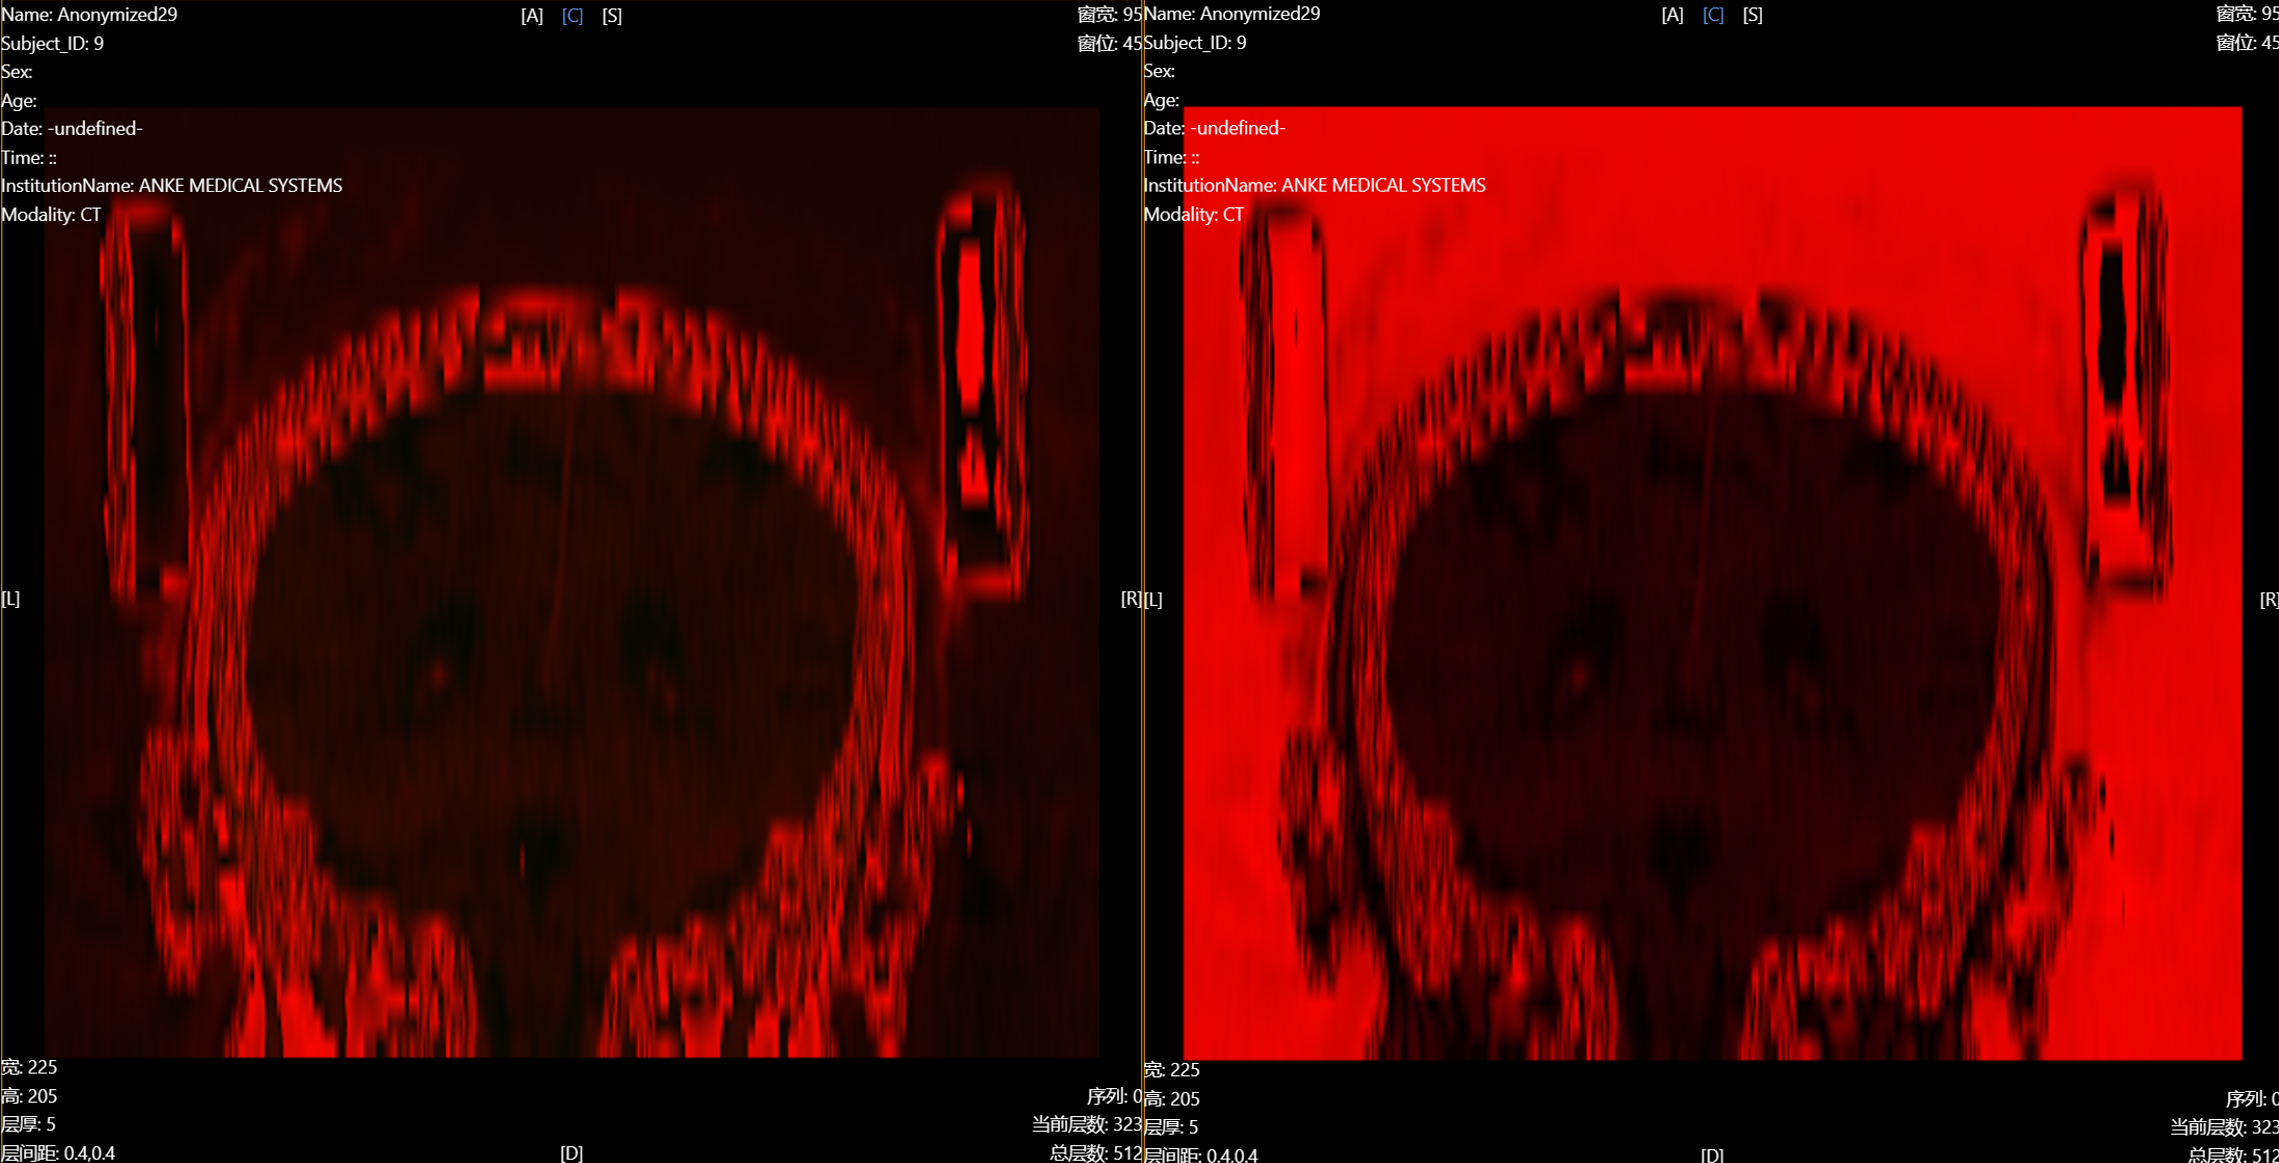 Name: Anonymized29
Subject_ID: 9
Sex:
Age:
Date: -undefined-
Time: ::
InstitutionName: ANKE MEDICAL SYSTEMS
Modality: CT
[A] [C] [S]
窗宽: 95
窗位: 45
[L]
[R]
宽: 225
高: 205
层厚: 5
层间距: 0.4,0.4
[D]
序列: 0
当前层数: 323
总层数: 512
Name: Anonymized29
Subject_ID: 9
Sex:
Age:
Date: -undefined-
Time: ::
InstitutionName: ANKE MEDICAL SYSTEMS
Modality: CT
[A] [C] [S]
窗宽: 95
窗位: 45
[L]
[R]
宽: 225
高: 205
层厚: 5
层间距: 0.4,0.4
[D]
序列: 0
当前层数: 323
总层数: 512